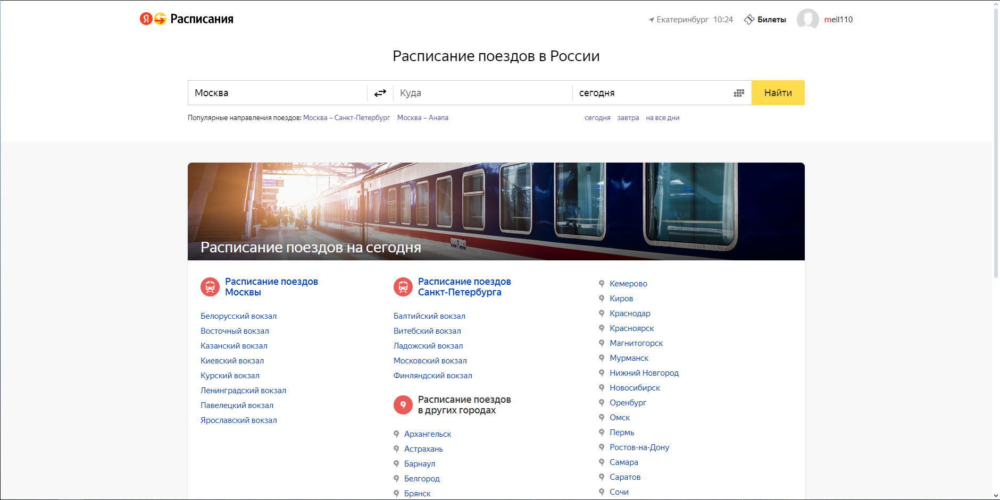 Я Расписания
Екатеринбург 10:24 Билеты mell110
Расписание поездов в России
Москва Куда сегодня Найти
Популярные направления поездов: Москва – Санкт-Петербург Москва – Анапа сегодня завтра на все дни
Расписание поездов на сегодня
Расписание поездов
Москвы
Белорусский вокзал
Восточный вокзал
Казанский вокзал
Киевский вокзал
Курский вокзал
Ленинградский вокзал
Павелецкий вокзал
Ярославский вокзал
Расписание поездов
Санкт-Петербурга
Балтийский вокзал
Витебский вокзал
Ладожский вокзал
Московский вокзал
Финляндский вокзал
Расписание поездов
в других городах
Архангельск
Астрахань
Барнаул
Белгород
Брянск
Кемерово
Киров
Краснодар
Красноярск
Магнитогорск
Мурманск
Нижний Новгород
Новосибирск
Оренбург
Омск
Пермь
Ростов-на-Дону
Самара
Саратов
Сочи